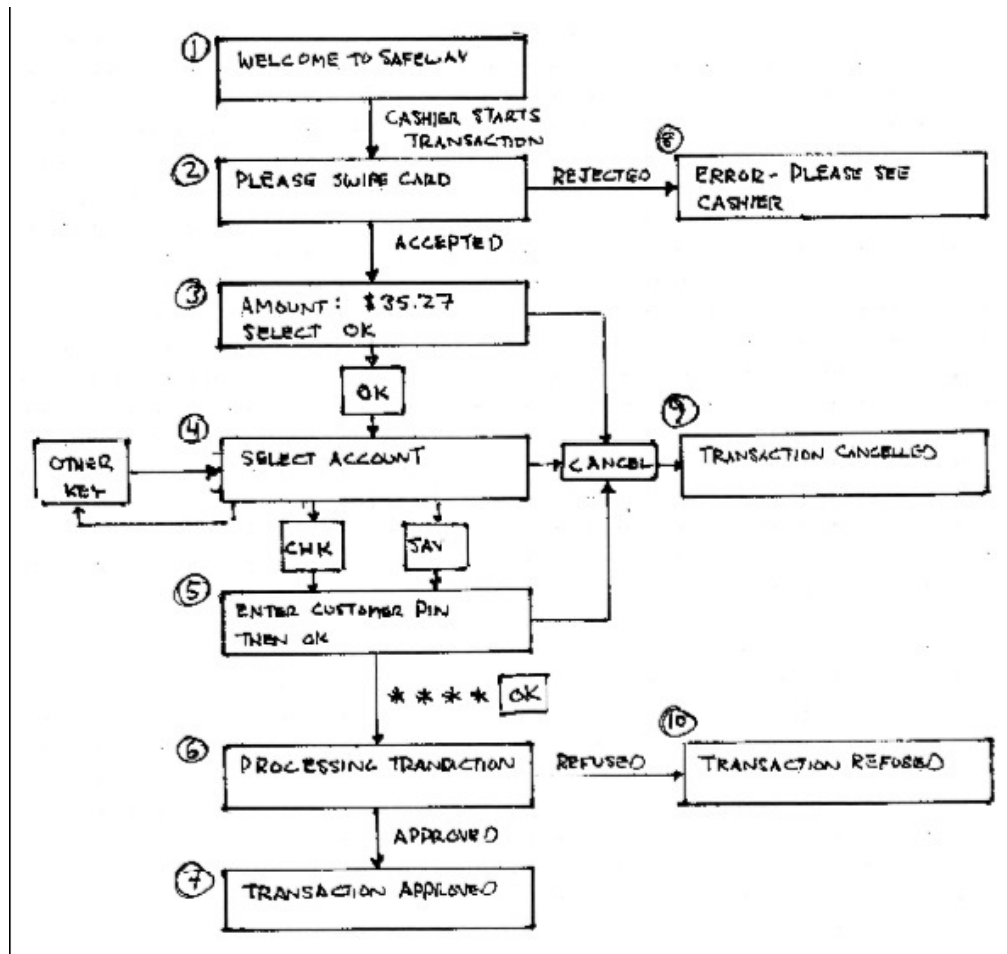 1
WELCOME TO SAFEWAY
CASHIER STARTS
TRANSACTION
2
PLEASE SWIPE CARD
REJECTED
8
ERROR - PLEASE SEE
CASHIER
ACCEPTED
3
AMOUNT: $35.27
SELECT OK
OK
4
SELECT ACCOUNT
OTHER
KEY
CANCEL
9
TRANSACTION CANCELLED
CHK
SAV
5
ENTER CUSTOMER PIN
THEN OK
**** OK
6
PROCESSING TRANSACTION
REFUSED
10
TRANSACTION REFUSED
APPROVED
7
TRANSACTION APPROVED